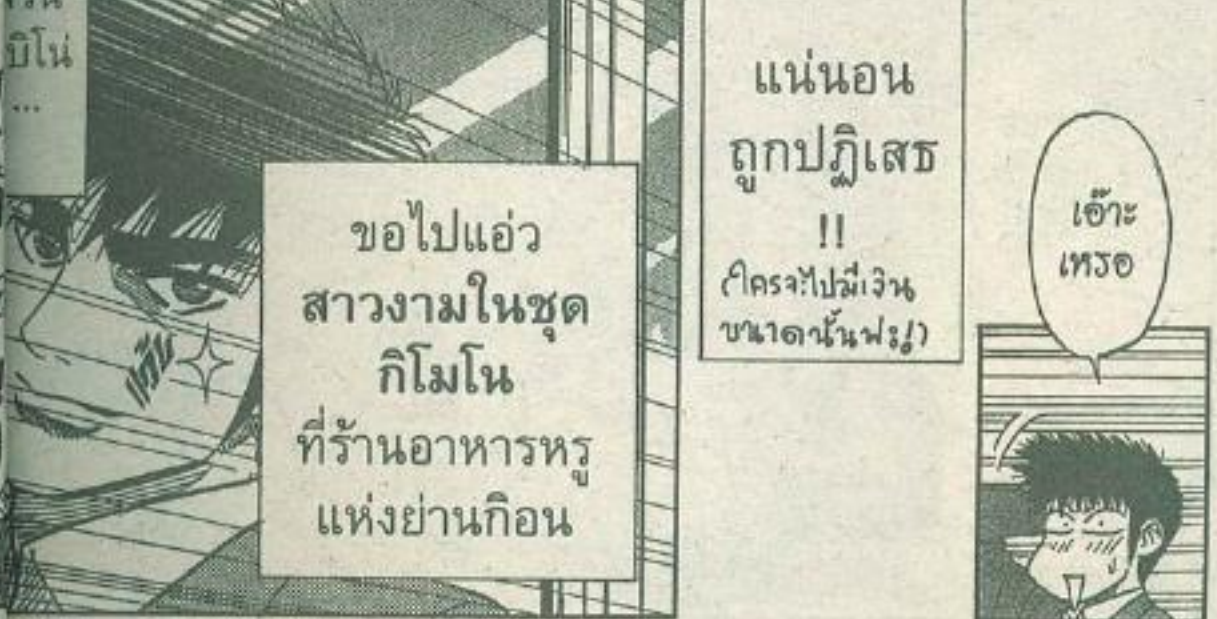 บิโน่
...
ขอไปแอ่ว
สาวงามในชุด
กิโมโน
ที่ร้านอาหารหรู
แห่งย่านกิอน
แน่นอน
ถูกปฏิเสธ
!!
(ใครจะไปมีเงิน
ขนาดนั้นฟะ!)
เอ๊าะ
เหรอ